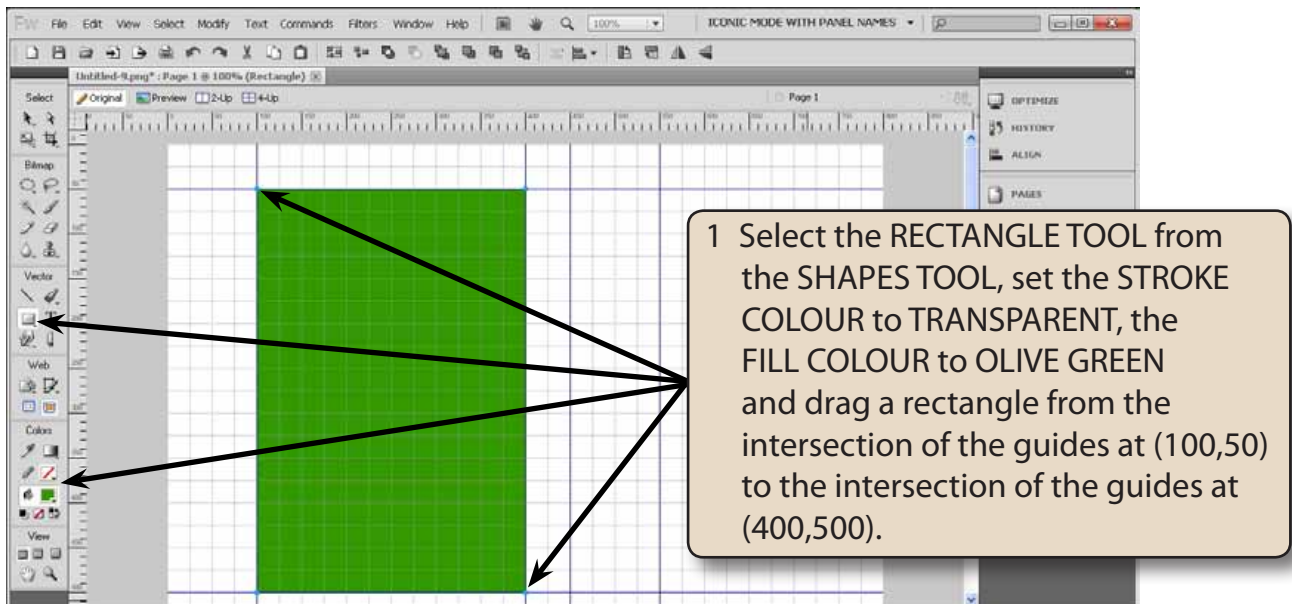 Fw File Edit View Select Modify Text Commands Filters Window Help 100% ICONIC MODE WITH PANEL NAMES
Untitled-9.png* : Page 1 @ 100% (Rectangle)
Select Original Preview 2-Up 4-Up Page 1
OPTIMIZE
HISTORY
ALIGN
Bitmap
PAGES
Vector
Web
Colors
View
1 Select the RECTANGLE TOOL from
the SHAPES TOOL, set the STROKE
COLOUR to TRANSPARENT, the
FILL COLOUR to OLIVE GREEN
and drag a rectangle from the
intersection of the guides at (100,50)
to the intersection of the guides at
(400,500).